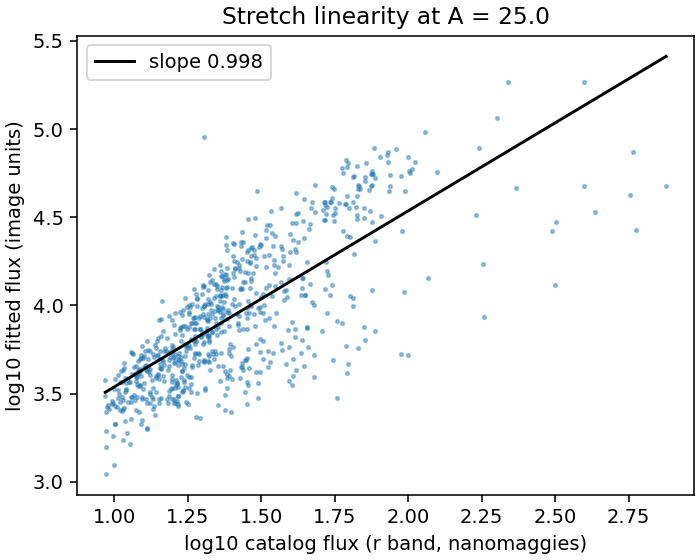 Stretch linearity at A = 25.0
slope 0.998
5.5
5.0
4.5
4.0
3.5
3.0
log10 fitted flux (image units)
1.00 1.25 1.50 1.75 2.00 2.25 2.50 2.75
log10 catalog flux (r band, nanomaggies)